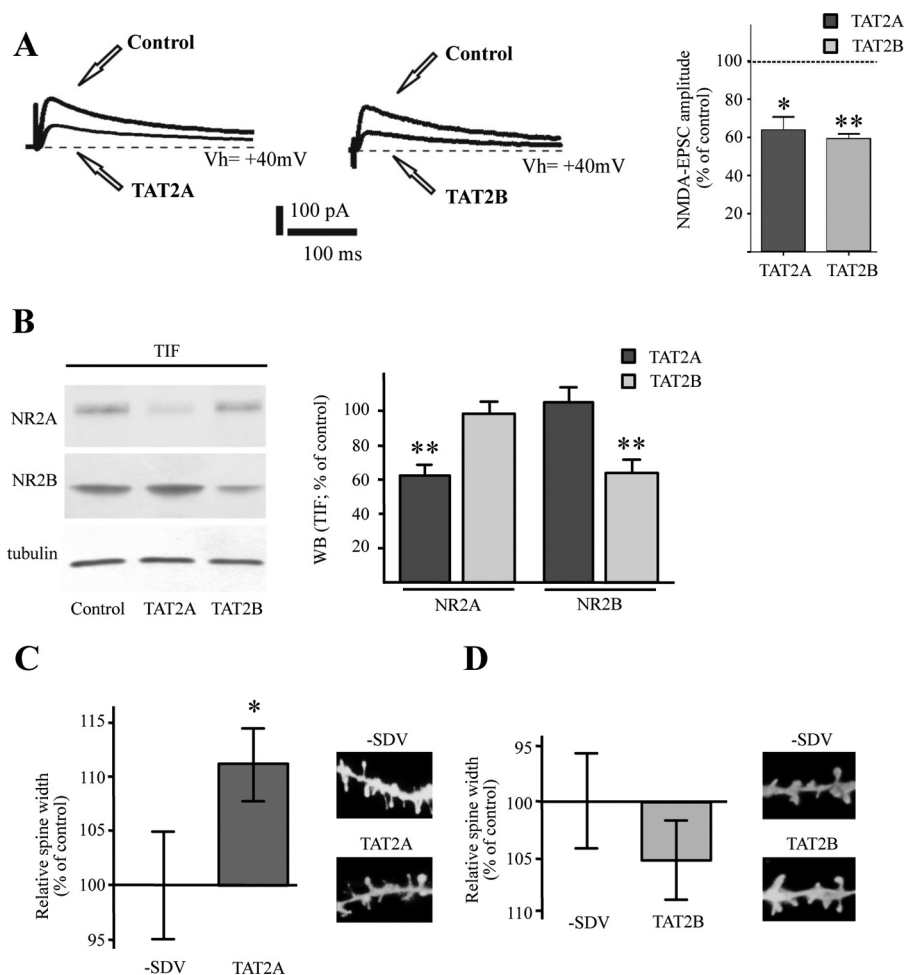 A
Control
Vh= +40mV
TAT2A
Control
Vh= +40mV
TAT2B
100 pA
100 ms
TAT2A
TAT2B
NMDA-EPSC amplitude
(% of control)
100
80
60
40
20
*
**
TAT2A TAT2B
B
TIF
NR2A
NR2B
tubulin
Control TAT2A TAT2B
TAT2A
TAT2B
WB (TIF; % of control)
100
80
60
40
20
**
**
NR2A NR2B
C
Relative spine width
(% of control)
115
110
105
100
95
*
-SDV TAT2A
-SDV
TAT2A
D
Relative spine width
(% of control)
95
100
105
110
-SDV TAT2B
-SDV
TAT2B